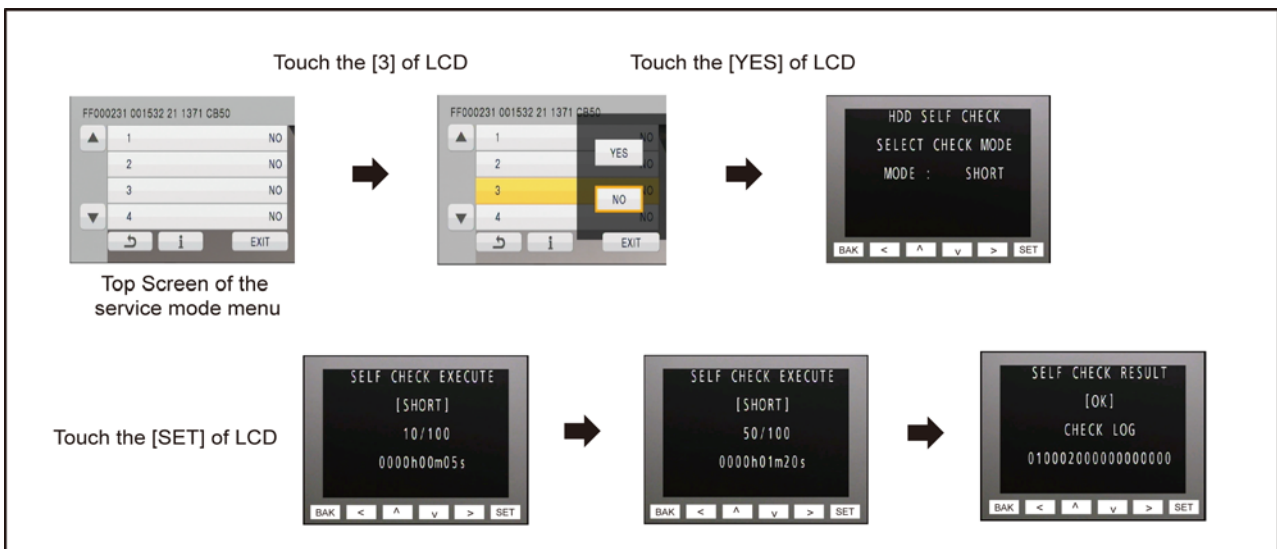 Touch the [3] of LCD
Touch the [YES] of LCD
FF000231 001532 21 1371 CB50
1 NO
2 NO
3 NO
4 NO
i EXIT
Top Screen of the
service mode menu
FF000231 001532 21 1371 CB50
1 NO
YES
2 NO
3 NO
NO
4 NO
i EXIT
HDD SELF CHECK
SELECT CHECK MODE
MODE : SHORT
BAK < ^ v > SET
Touch the [SET] of LCD
SELF CHECK EXECUTE
[SHORT]
10/100
0000h00m05s
BAK < ^ v > SET
SELF CHECK EXECUTE
[SHORT]
50/100
0000h01m20s
BAK < ^ v > SET
SELF CHECK RESULT
[OK]
CHECK LOG
010002000000000000
BAK < ^ v > SET